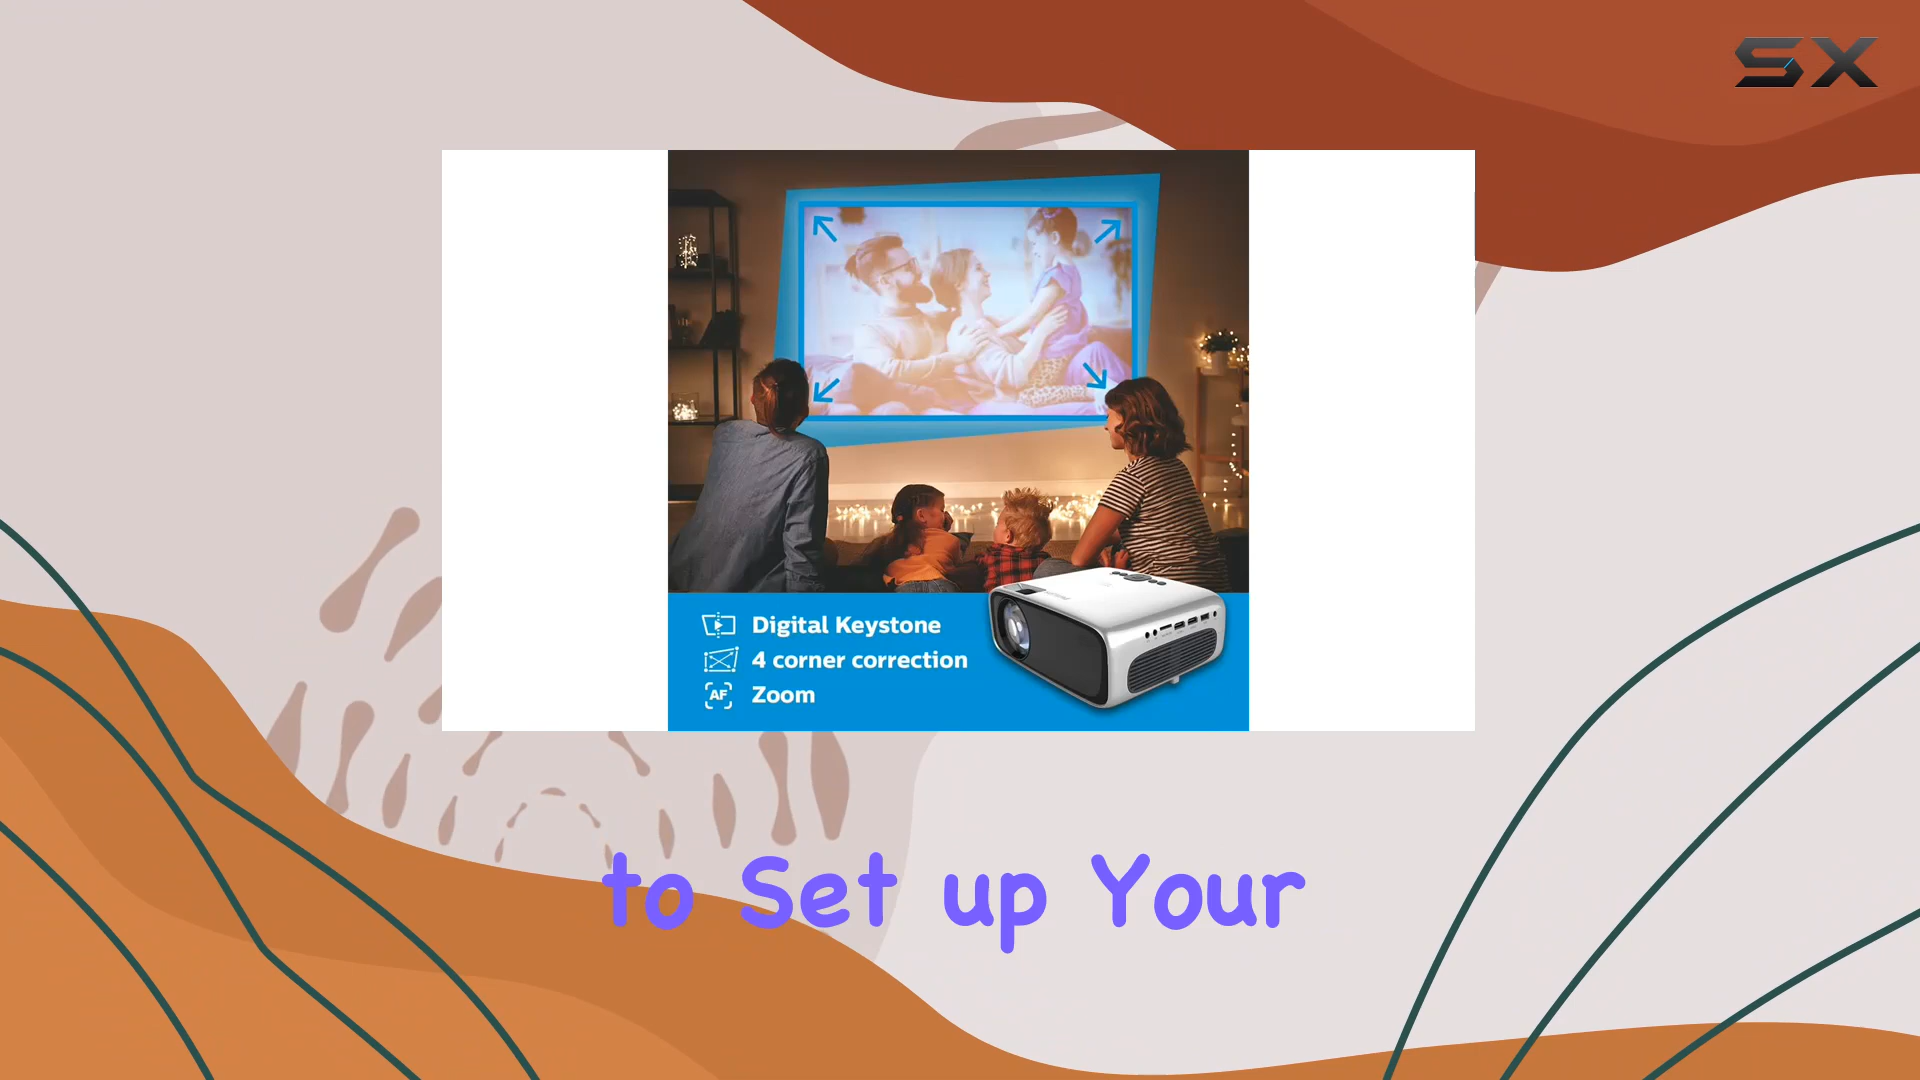 SX
Digital Keystone
4 corner correction
AF
Zoom
to Set up Your